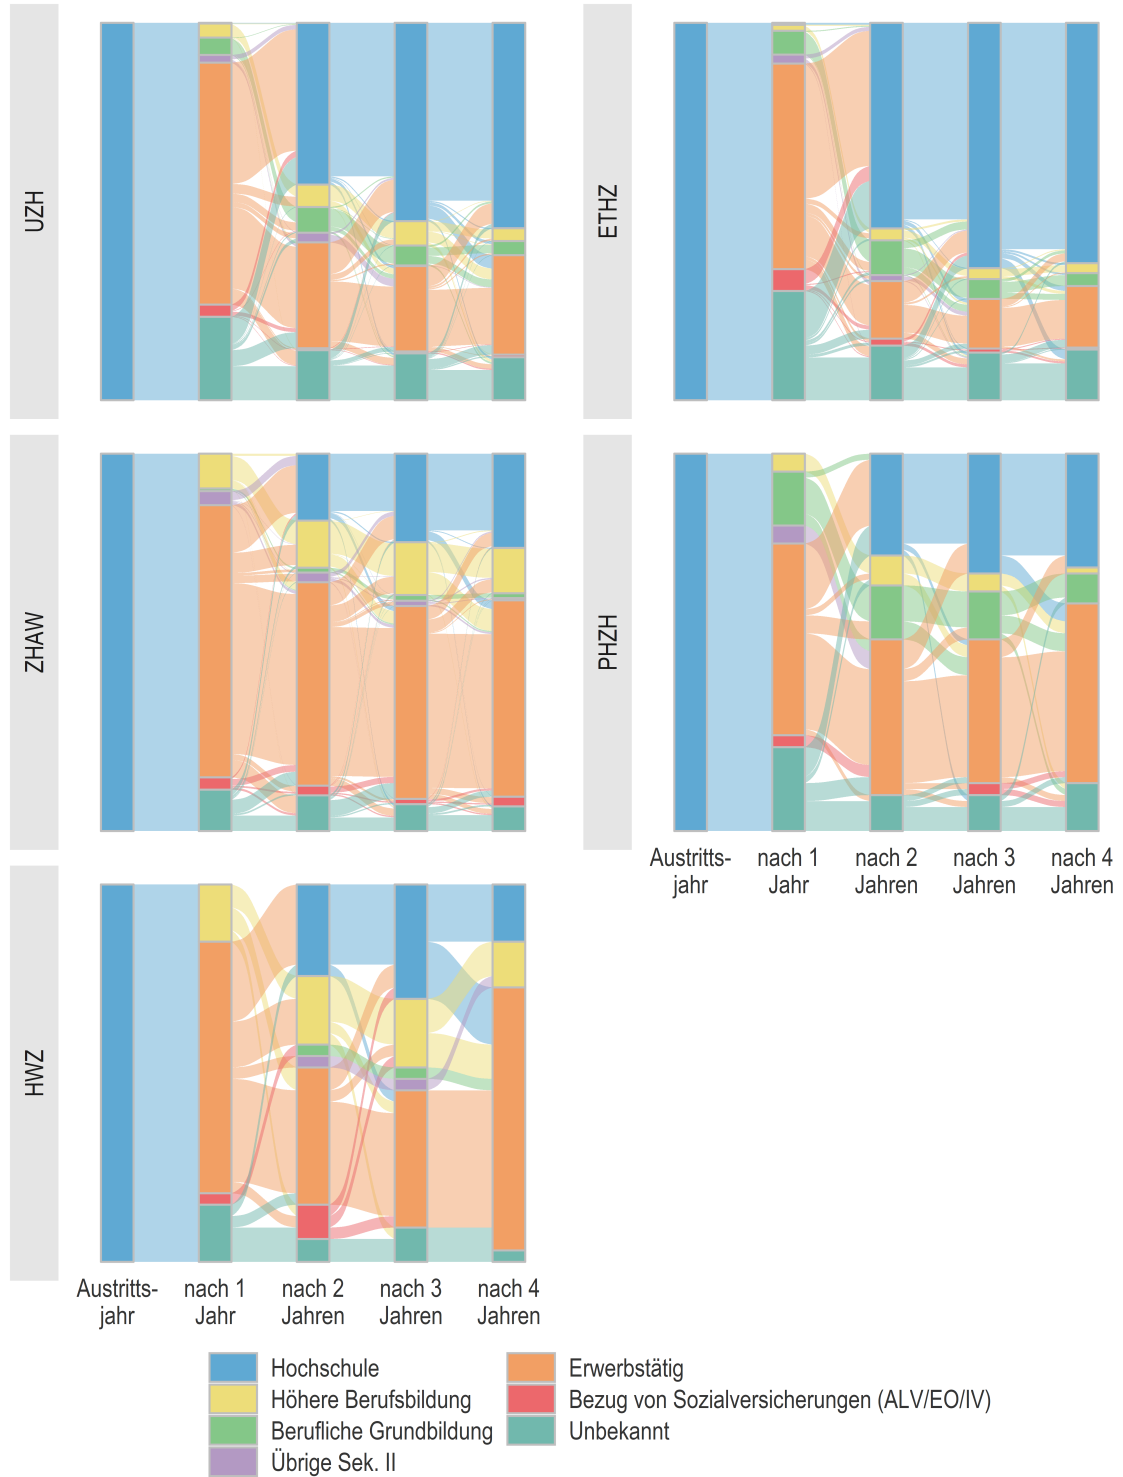 UZH
ETHZ
ZHAW
PHZH
Austritts-
jahr
nach 1
Jahr
nach 2
Jahren
nach 3
Jahren
nach 4
Jahren
HWZ
Austritts-
jahr
nach 1
Jahr
nach 2
Jahren
nach 3
Jahren
nach 4
Jahren
Hochschule
Höhere Berufsbildung
Berufliche Grundbildung
Übrige Sek. II
Erwerbstätig
Bezug von Sozialversicherungen (ALV/EO/IV)
Unbekannt